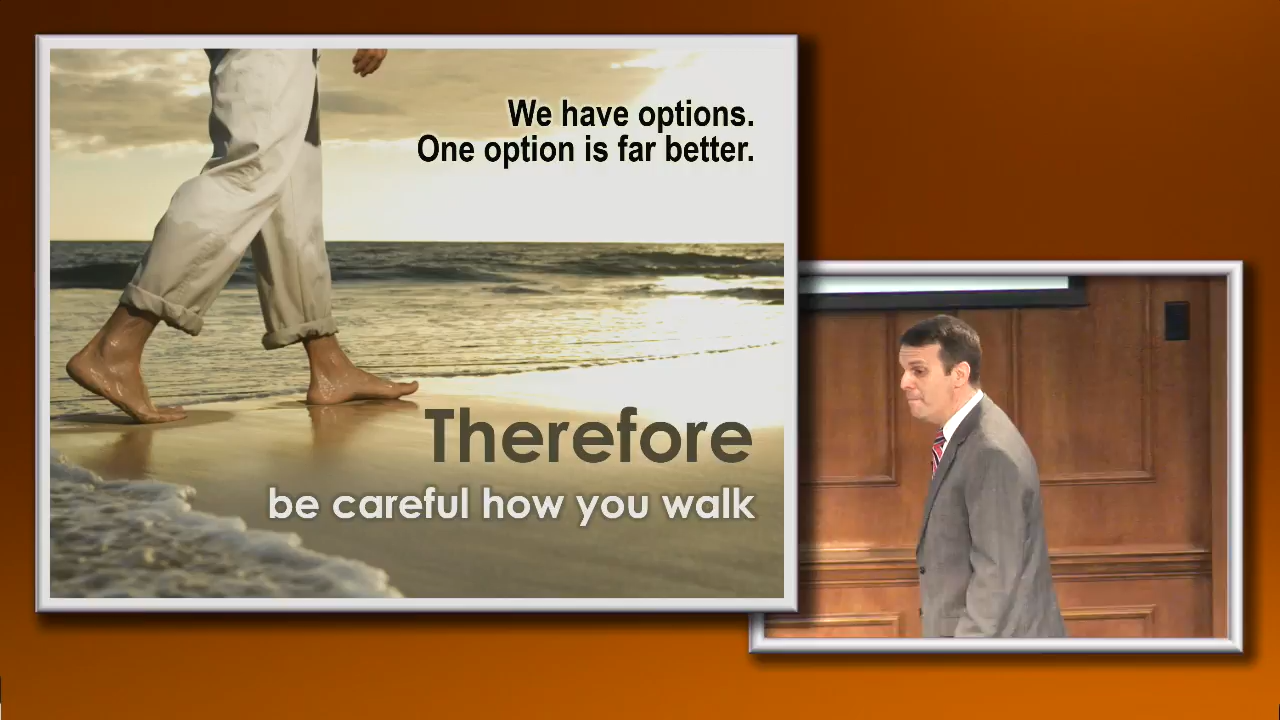 We have options.
One option is far better.
Therefore
be careful how you walk